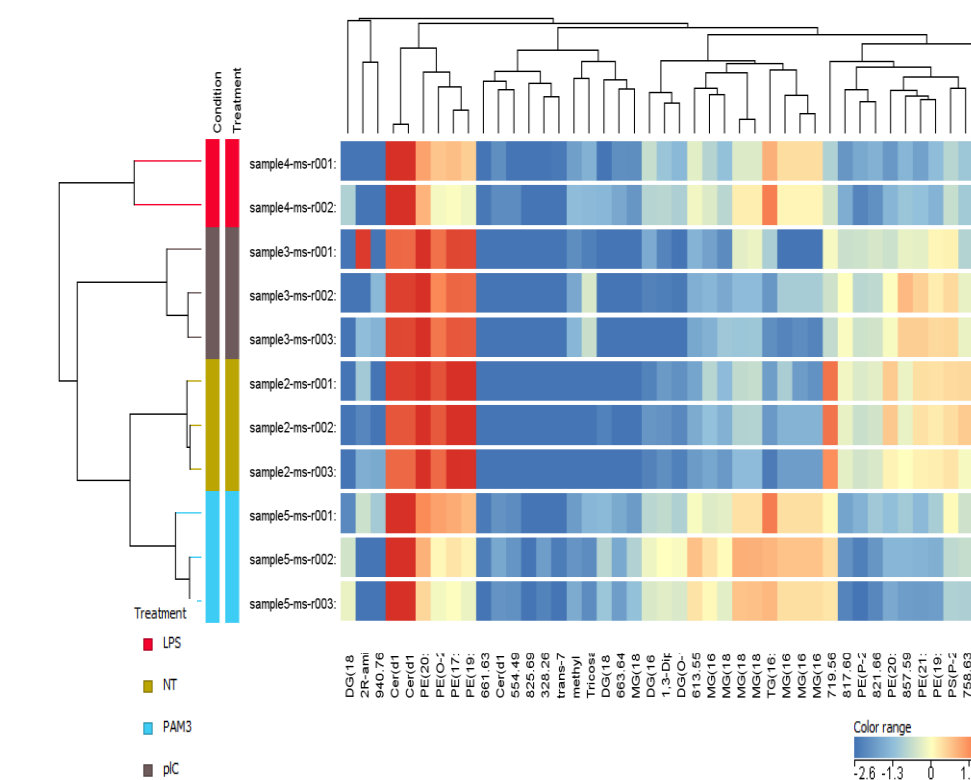 Condition
Treatment
sample4-ms-r001:
sample4-ms-r002:
sample3-ms-r001:
sample3-ms-r002:
sample3-ms-r003:
sample2-ms-r001:
sample2-ms-r002:
sample2-ms-r003:
sample5-ms-r001:
sample5-ms-r002:
sample5-ms-r003:
DG(18
2R-ami
940.76
Cer(d1
Cer(d1
PE(20:
PE(O-2
PE(17:
PE(19:
661.63
Cer(d1
554.49
825.69
328.26
trans-7
methyl
Tricosa
DG(18
663.64
MG(18
DG(16
1,3-Dip
DG(O-
613.55
MG(16
MG(18
MG(18
MG(18
TG(16:
MG(16
MG(16
MG(16
719.56
817.60
PE(P-2
821.66
PE(20:
857.59
PE(21:
PE(19:
PS(P-2
758.63
Treatment
LPS
NT
PAM3
pIC
Color range
-2.6 -1.3 0 1.